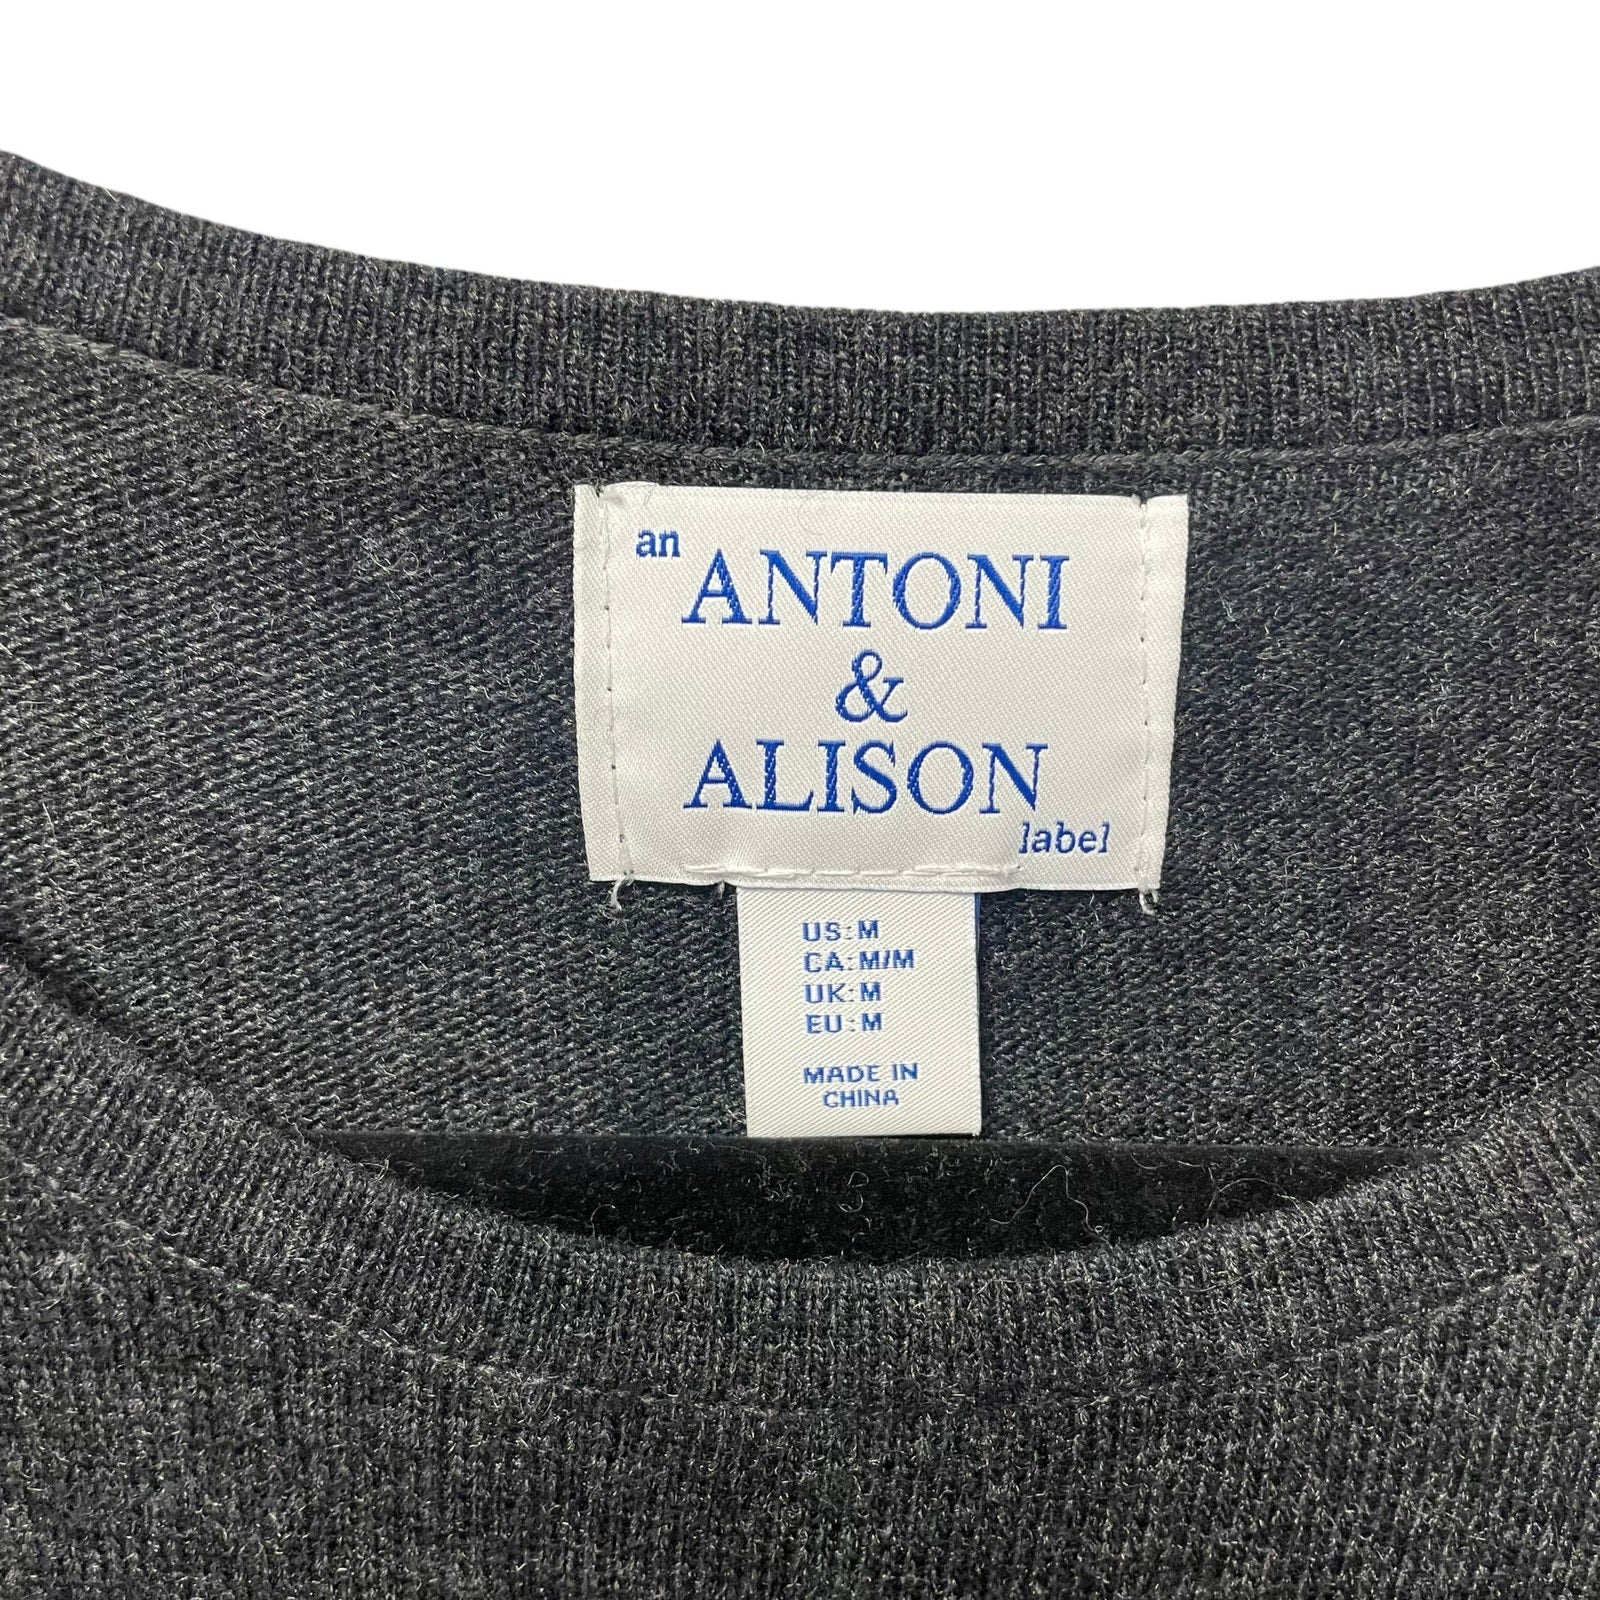 an
ANTONI
&
ALISON
label
US:M
CA:M/M
UK:M
EU:M
MADE IN
CHINA